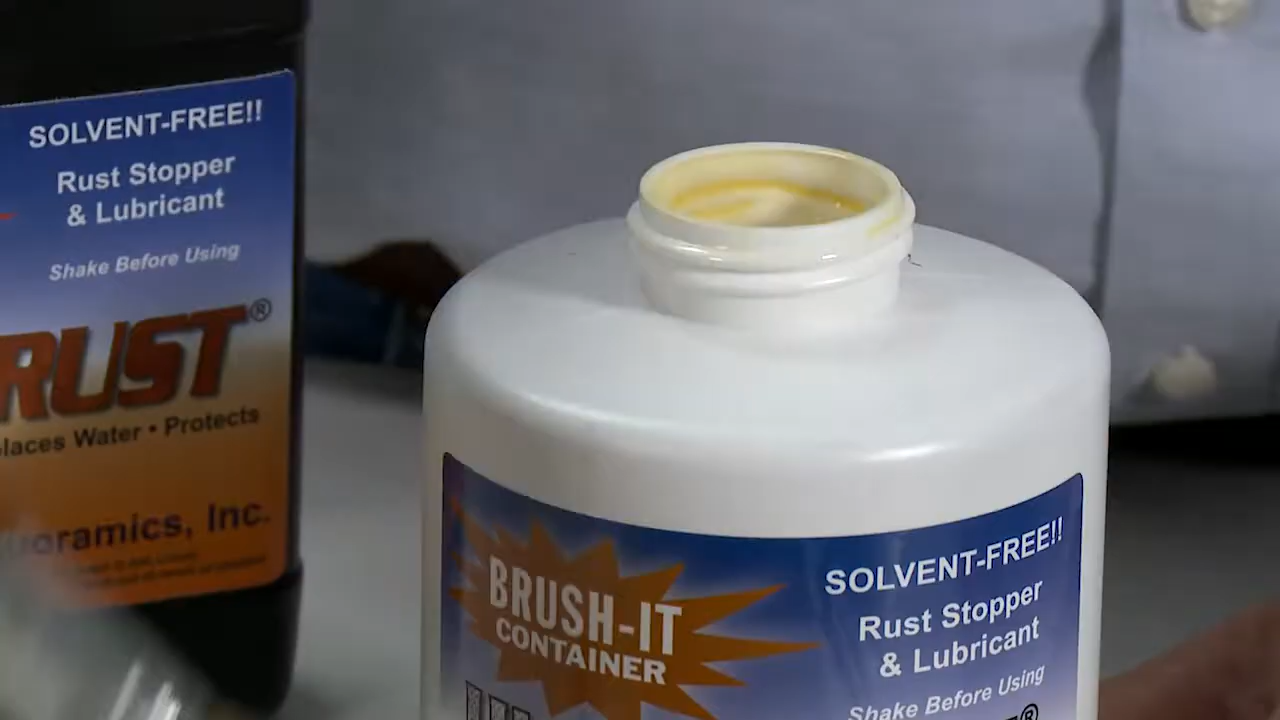 SOLVENT-FREE!!
Rust Stopper
& Lubricant
Shake Before Using
RUST®
Water • Protects
Inc.
BRUSH-IT
CONTAINER
SOLVENT-FREE!!
Rust Stopper
& Lubricant
Shake Before Using
®